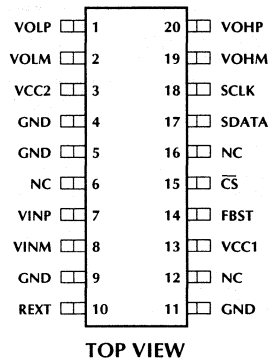 VOLP 1 20 VOHP
VOLM 2 19 VOHM
VCC2 3 18 SCLK
GND 4 17 SDATA
GND 5 16 NC
NC 6 15 C̅S̅
VINP 7 14 FBST
VINM 8 13 VCC1
GND 9 12 NC
REXT 10 11 GND
TOP VIEW